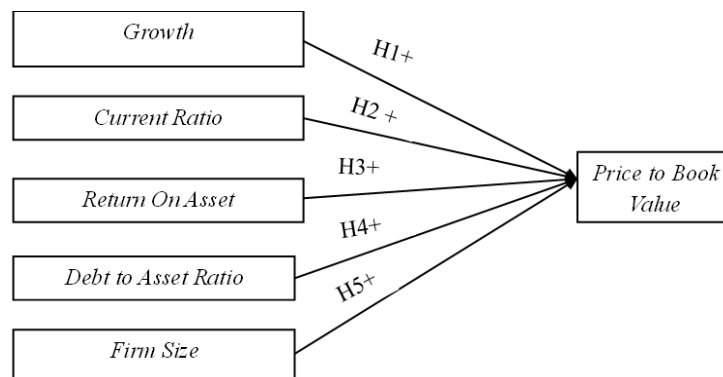 Growth
H1+
Current Ratio
H2 +
Return On Asset
H3+
Price to Book
Value
Debt to Asset Ratio
H4+
Firm Size
H5+